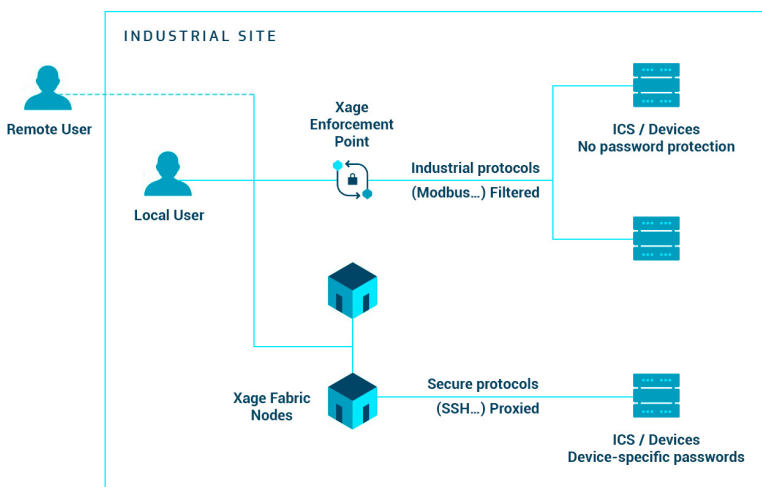 INDUSTRIAL SITE
Remote User
Local User
Xage
Enforcement
Point
Industrial protocols
(Modbus...) Filtered
ICS / Devices
No password protection
Xage Fabric
Nodes
Secure protocols
(SSH...) Proxied
ICS / Devices
Device-specific passwords